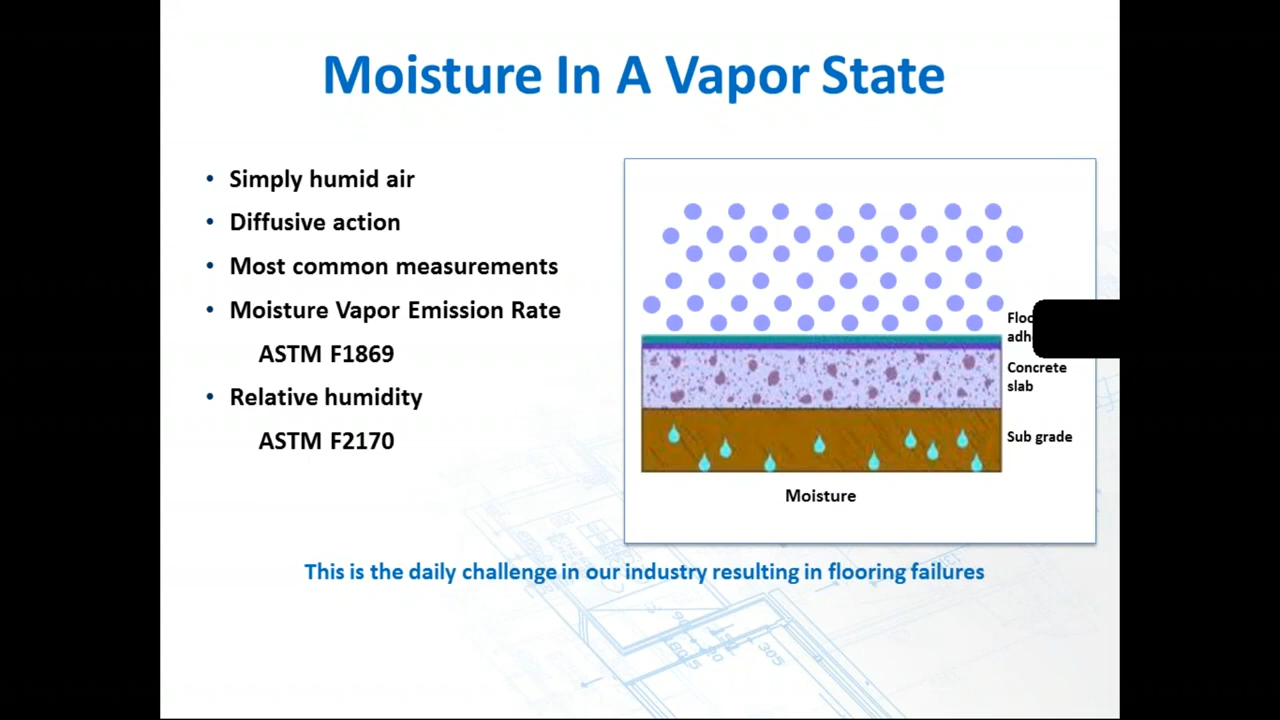 Moisture In A Vapor State
• Simply humid air
• Diffusive action
• Most common measurements
• Moisture Vapor Emission Rate
ASTM F1869
• Relative humidity
ASTM F2170
Concrete
slab
Sub grade
Moisture
This is the daily challenge in our industry resulting in flooring failures